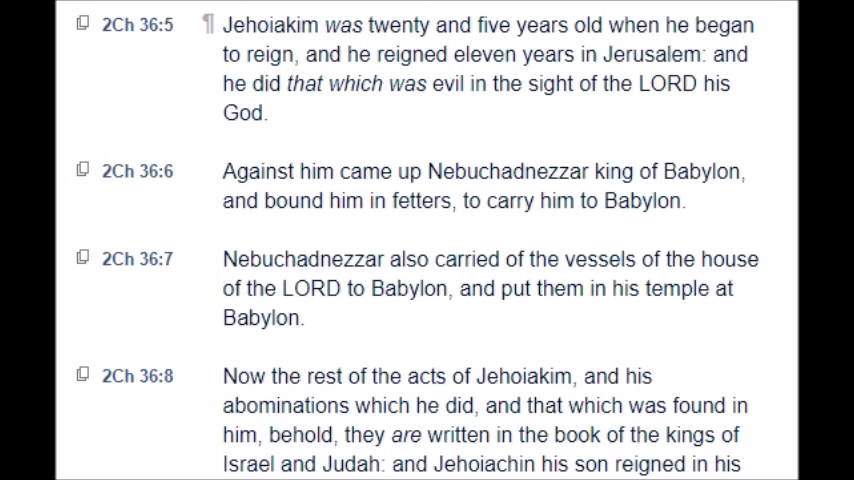 2Ch 36:5 ¶ Jehoiakim was twenty and five years old when he began
to reign, and he reigned eleven years in Jerusalem: and
he did that which was evil in the sight of the LORD his
God.
2Ch 36:6 Against him came up Nebuchadnezzar king of Babylon,
and bound him in fetters, to carry him to Babylon.
2Ch 36:7 Nebuchadnezzar also carried of the vessels of the house
of the LORD to Babylon, and put them in his temple at
Babylon.
2Ch 36:8 Now the rest of the acts of Jehoiakim, and his
abominations which he did, and that which was found in
him, behold, they are written in the book of the kings of
Israel and Judah: and Jehoiachin his son reigned in his